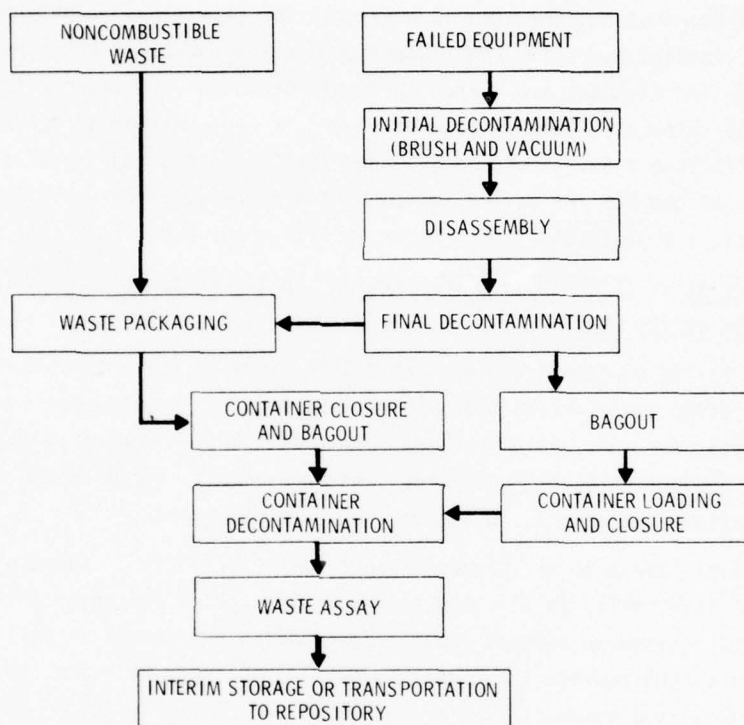 NONCOMBUSTIBLE
WASTE
FAILED EQUIPMENT
INITIAL DECONTAMINATION
(BRUSH AND VACUUM)
DISASSEMBLY
WASTE PACKAGING
FINAL DECONTAMINATION
CONTAINER CLOSURE
AND BAGOUT
BAGOUT
CONTAINER
DECONTAMINATION
CONTAINER LOADING
AND CLOSURE
WASTE ASSAY
INTERIM STORAGE OR TRANSPORTATION
TO REPOSITORY